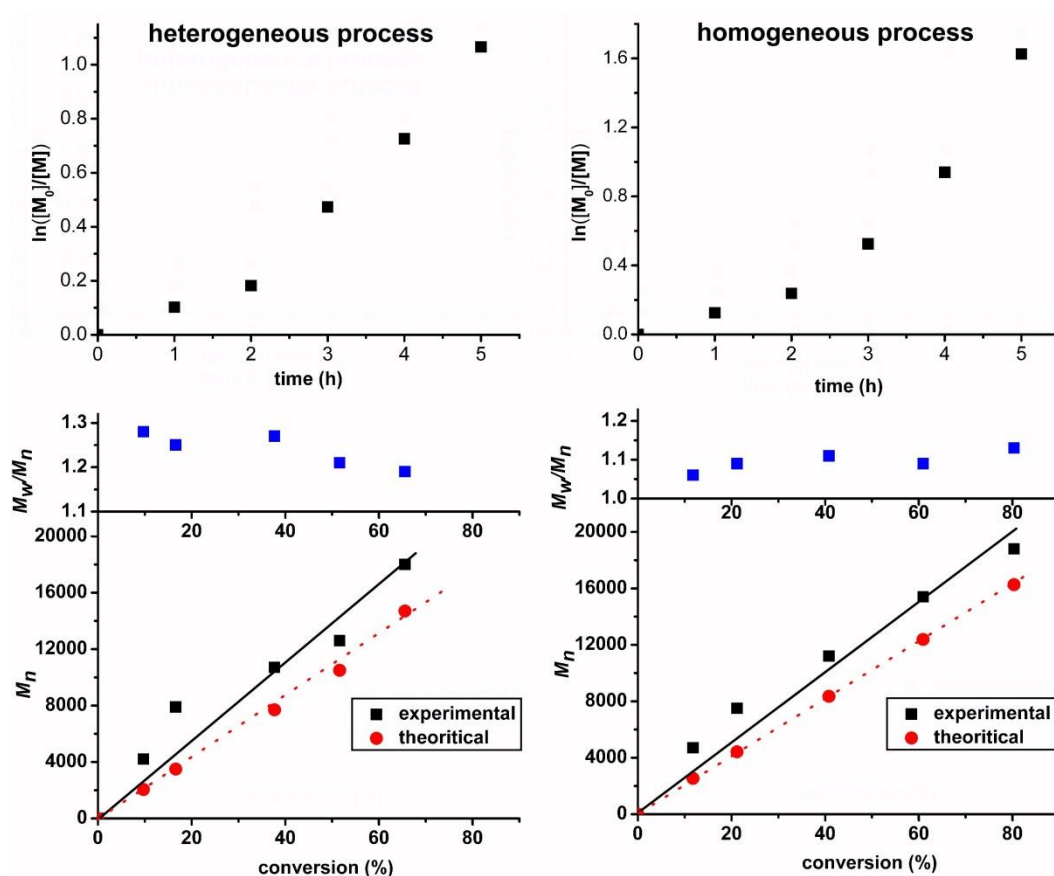 heterogeneous process
1.0
0.8
0.6
0.4
0.2
0.0
ln([M0]/[M])
0 1 2 3 4 5
time (h)
homogeneous process
1.6
1.2
0.8
0.4
0.0
ln([M0]/[M])
0 1 2 3 4 5
time (h)
1.3
1.2
1.1
Mw/Mn
20 40 60 80
20000
16000
12000
8000
4000
0
Mn
experimental
theoritical
0 20 40 60 80
conversion (%)
1.2
1.1
1.0
Mw/Mn
20 40 60 80
20000
16000
12000
8000
4000
0
Mn
experimental
theoritical
0 20 40 60 80
conversion (%)